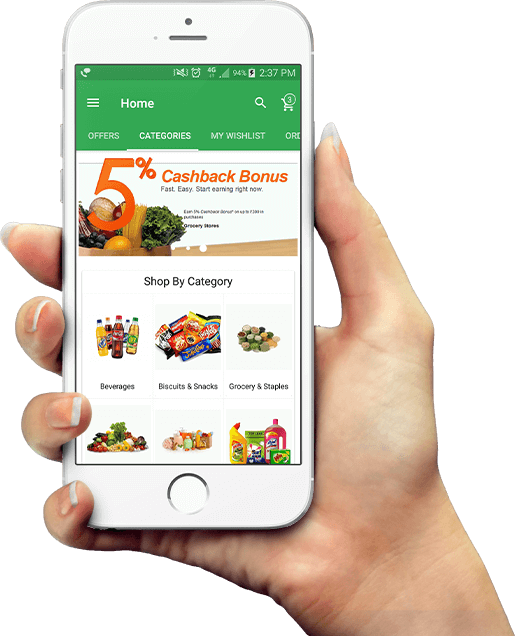 4G
94% 2:37 PM
Home
3
OFFERS CATEGORIES MY WISHLIST ORD
5% Cashback Bonus
Fast. Easy. Start earning right now.
Earn 5% Cashback Bonus* on up to
purchases
Grocery Stores
Shop By Category
Beverages Biscuits & Snacks Grocery & Staples